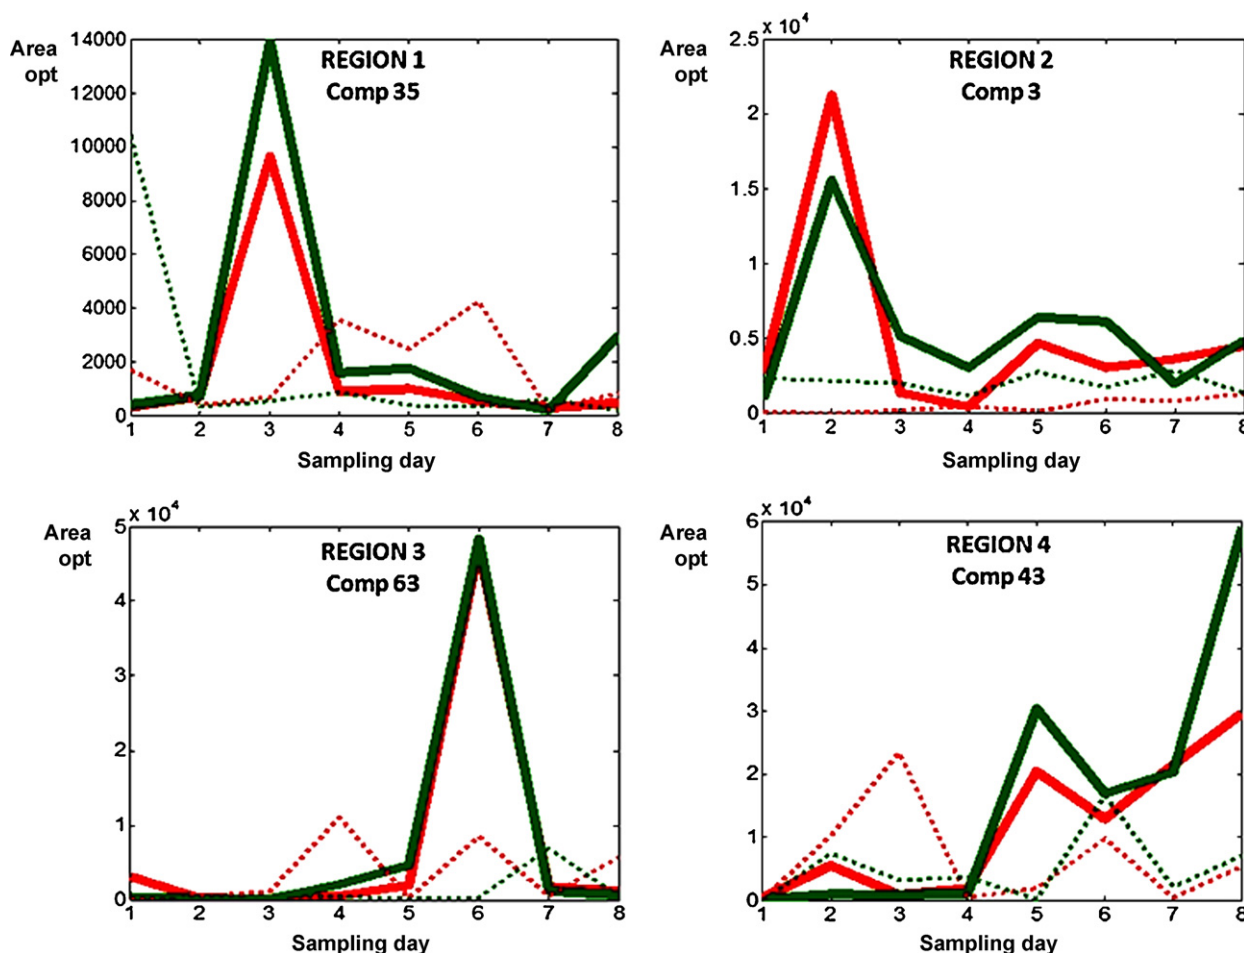 Area
opt
14000
12000
10000
8000
6000
4000
2000
0
REGION 1
Comp 35
1 2 3 4 5 6 7 8
Sampling day
Area
opt
x 10⁴
2.5
2
1.5
1
0.5
0
REGION 2
Comp 3
1 2 3 4 5 6 7 8
Sampling day
Area
opt
x 10⁴
5
4
3
2
1
0
REGION 3
Comp 63
1 2 3 4 5 6 7 8
Sampling day
Area
opt
x 10⁴
6
5
4
3
2
1
0
REGION 4
Comp 43
1 2 3 4 5 6 7 8
Sampling day